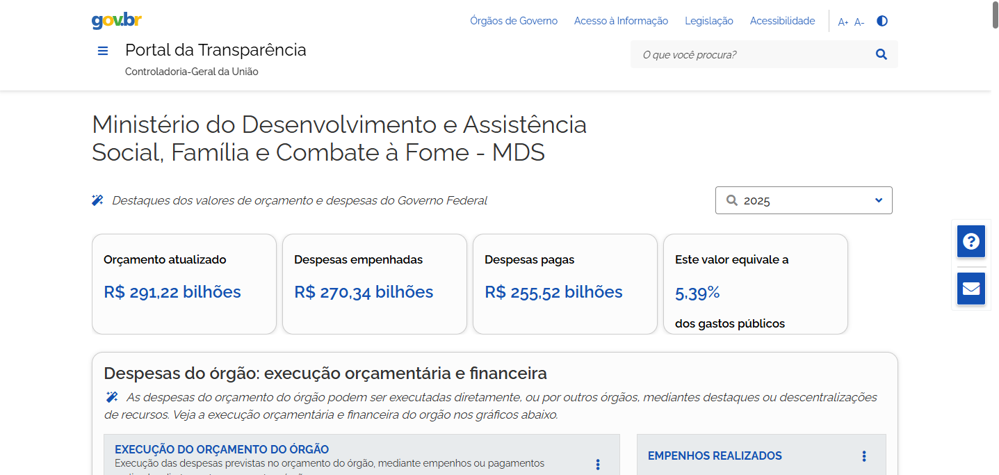 gov.br
Órgãos de Governo Acesso à Informação Legislação Acessibilidade A+ A-
Portal da Transparência
Controladoria-Geral da União
O que você procura?
Ministério do Desenvolvimento e Assistência
Social, Família e Combate à Fome - MDS
Destaques dos valores de orçamento e despesas do Governo Federal
2025
Orçamento atualizado
R$ 291,22 bilhões
Despesas empenhadas
R$ 270,34 bilhões
Despesas pagas
R$ 255,52 bilhões
Este valor equivale a
5,39%
dos gastos públicos
Despesas do órgão: execução orçamentária e financeira
As despesas do orçamento do órgão podem ser executadas diretamente, ou por outros órgãos, mediantes destaques ou descentralizações
de recursos. Veja a execução orçamentária e financeira do orgão nos gráficos abaixo.
EXECUÇÃO DO ORÇAMENTO DO ÓRGÃO
Execução das despesas previstas no orçamento do órgão, mediante empenhos ou pagamentos
EMPENHOS REALIZADOS